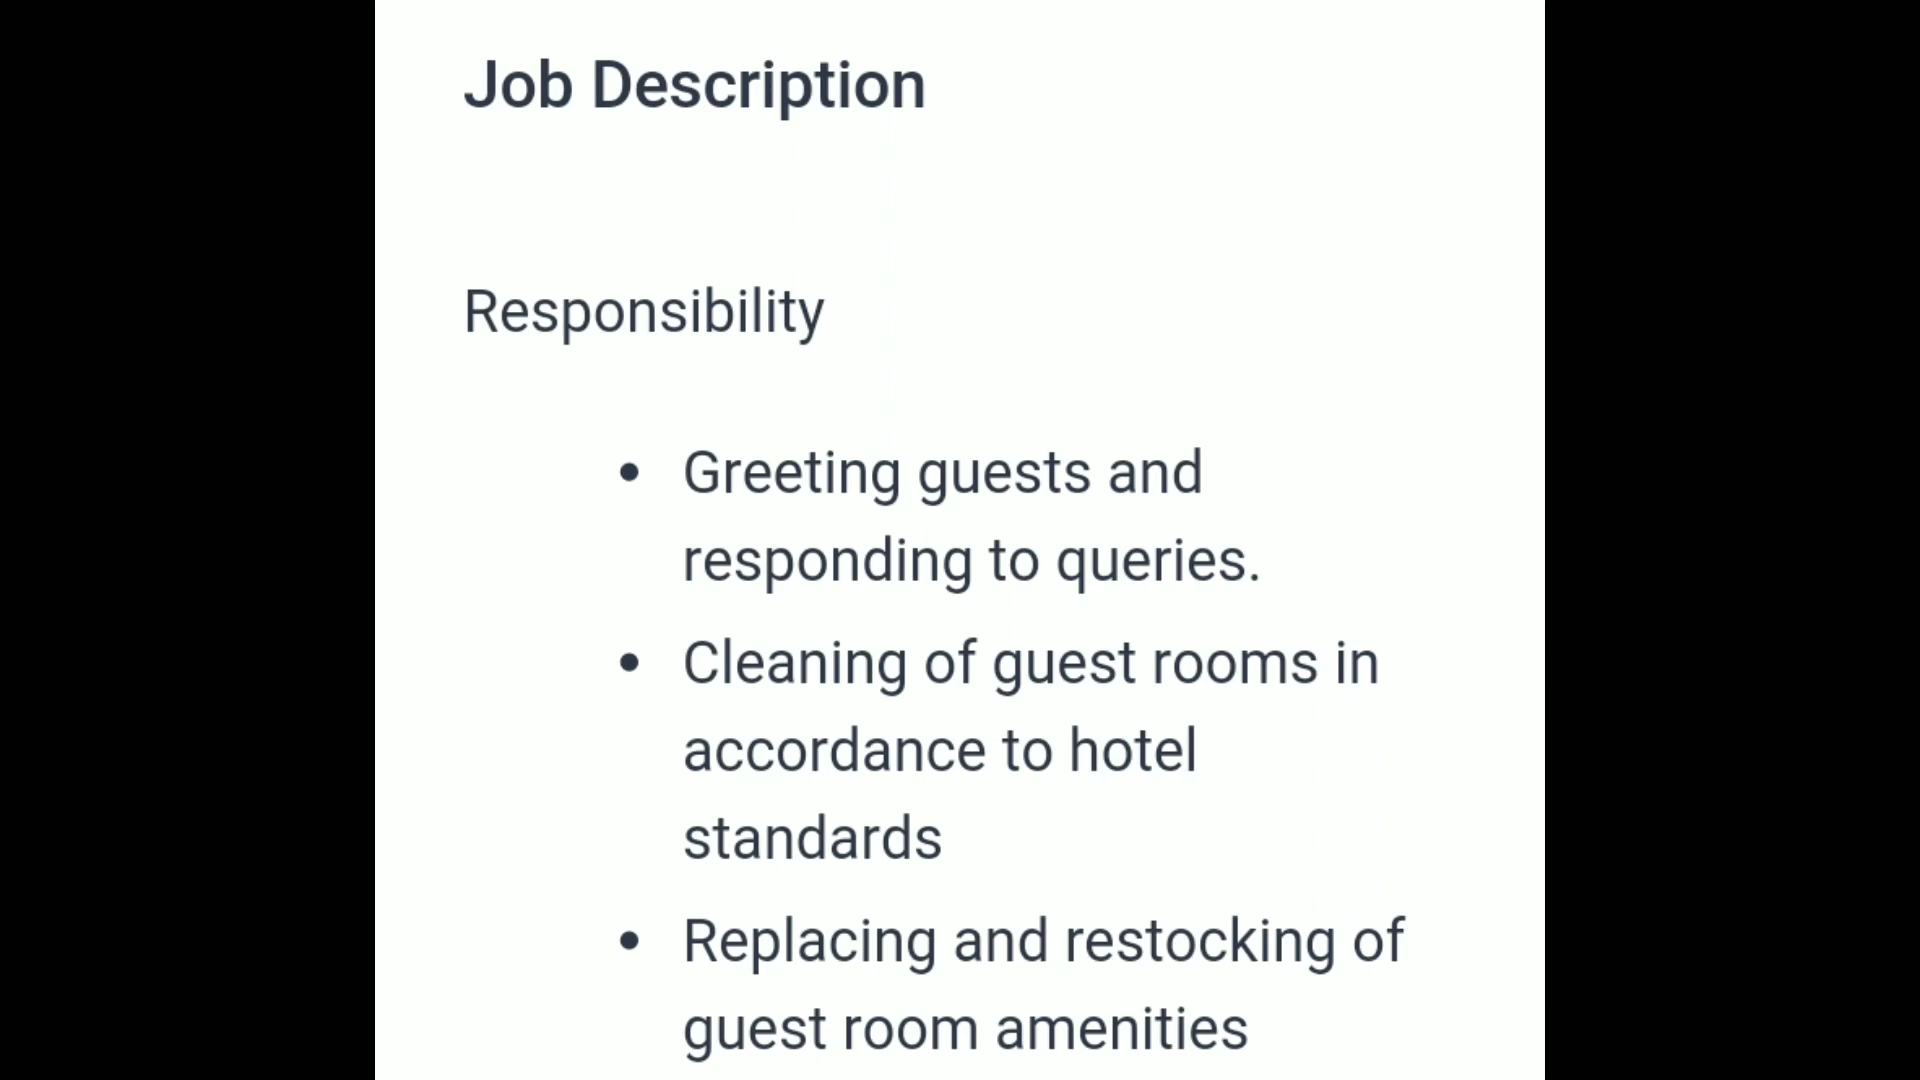 Job Description
Responsibility
• Greeting guests and
responding to queries.
• Cleaning of guest rooms in
accordance to hotel
standards
• Replacing and restocking of
guest room amenities